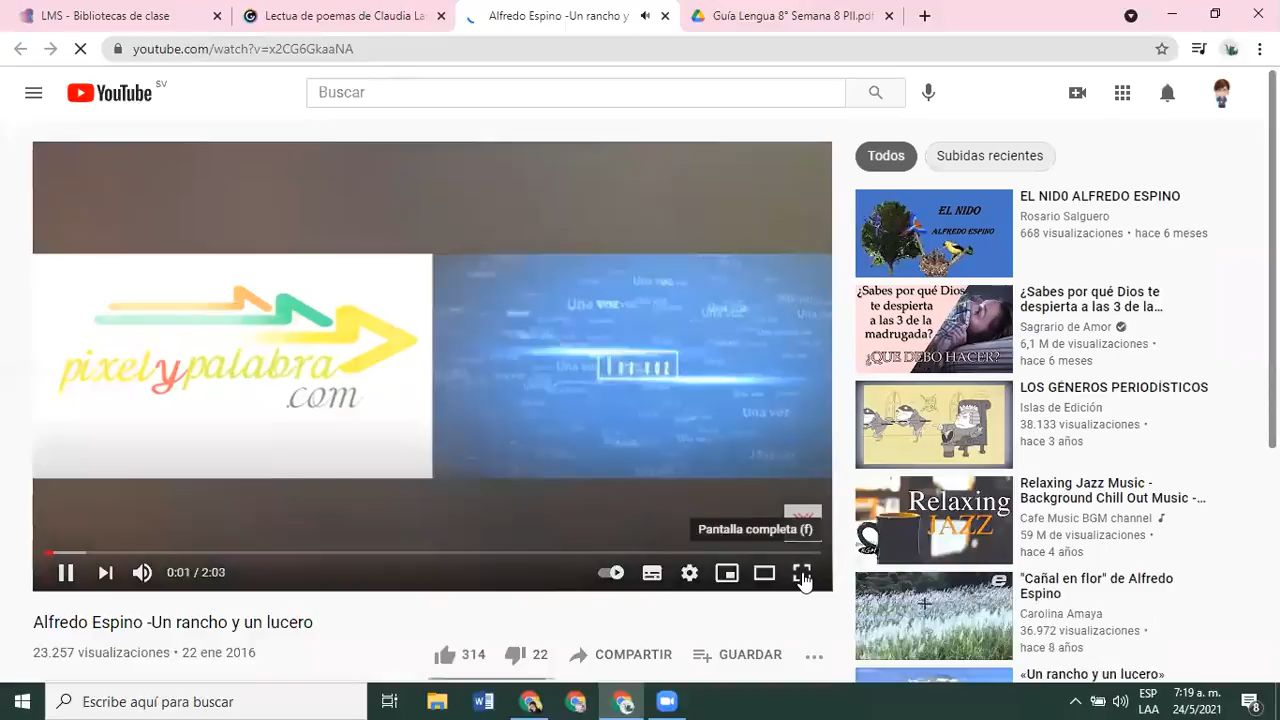 LMS - Bibliotecas de clase
Lectua de poemas de Claudia La
Alfredo Espino -Un rancho y
Guía Lengua 8° Semana 8 PII.pdf
youtube.com/watch?v=x2CG6GkaaNA
YouTube SV
Buscar
pixelypalabras
.com
Una vez
Pantalla completa (f)
0:01 / 2:03
Alfredo Espino -Un rancho y un lucero
23.257 visualizaciones • 22 ene 2016
314
22
COMPARTIR
GUARDAR
Todos
Subidas recientes
EL NIDO
ALFREDO ESPINO
EL NID0 ALFREDO ESPINO
Rosario Salguero
668 visualizaciones • hace 6 meses
¿Sabes por qué Dios
te despierta
a las 3 de la
madrugada?
¿QUE DEBO HACER?
¿Sabes por qué Dios te
despierta a las 3 de la...
Sagrario de Amor
6,1 M de visualizaciones •
hace 6 meses
LOS GÉNEROS PERIODÍSTICOS
Islas de Edición
38.133 visualizaciones •
hace 3 años
Relaxing
JAZZ
BGM
Relaxing Jazz Music -
Background Chill Out Music -...
Cafe Music BGM channel
59 M de visualizaciones •
hace 4 años
"Cañal en flor" de Alfredo
Espino
Carolina Amaya
36.972 visualizaciones •
hace 8 años
«Un rancho y un lucero»
Escribe aquí para buscar
ESP
LAA
7:19 a. m.
24/5/2021
8